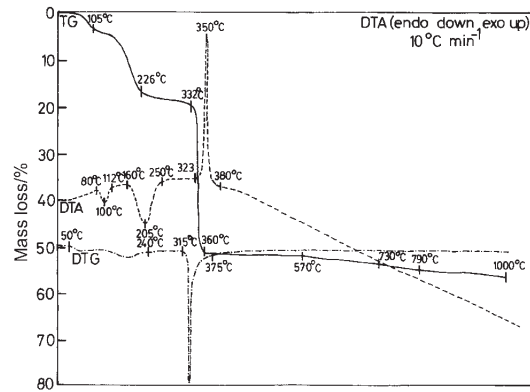 0
10
20
30
40
50
60
70
80
Mass loss/%
TG
105°C
350°C
DTA (endo down, exo up)
10°C min⁻¹
226°C
332°C
80°C
112°C
160°C
250°C
323
380°C
100°C
DTA
205°C
50°C
DTG
240°C
315°C
360°C
375°C
570°C
730°C
790°C
1000°C